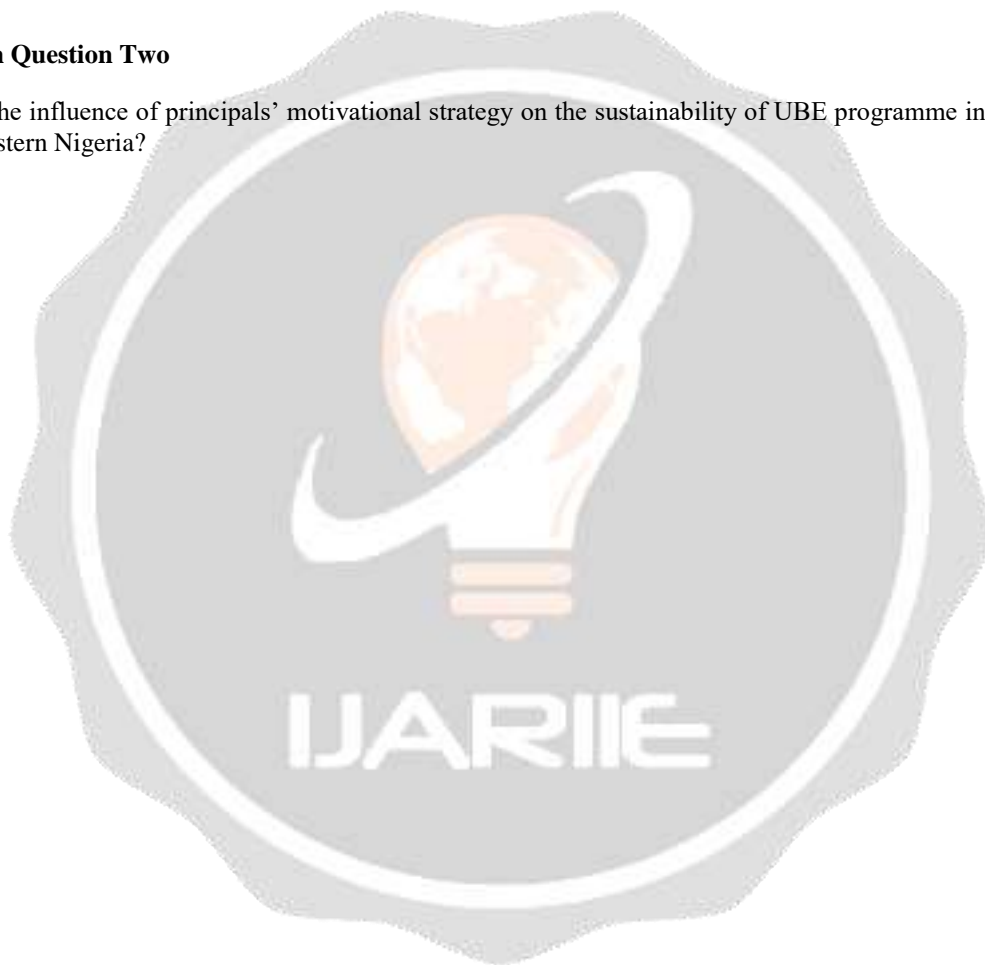 n Question Two
he influence of principals’ motivational strategy on the sustainability of UBE programme in
stern Nigeria?
IJARIIE